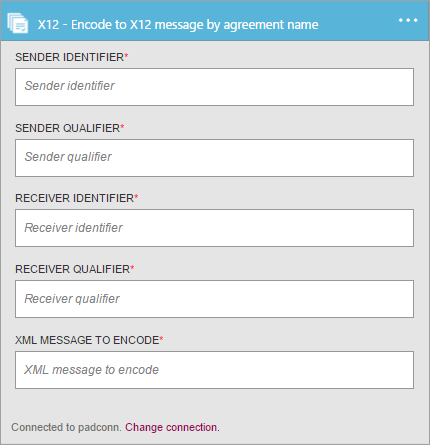 X12 - Encode to X12 message by agreement name ...
SENDER IDENTIFIER*
Sender identifier
SENDER QUALIFIER*
Sender qualifier
RECEIVER IDENTIFIER*
Receiver identifier
RECEIVER QUALIFIER*
Receiver qualifier
XML MESSAGE TO ENCODE*
XML message to encode
Connected to padconn. Change connection.